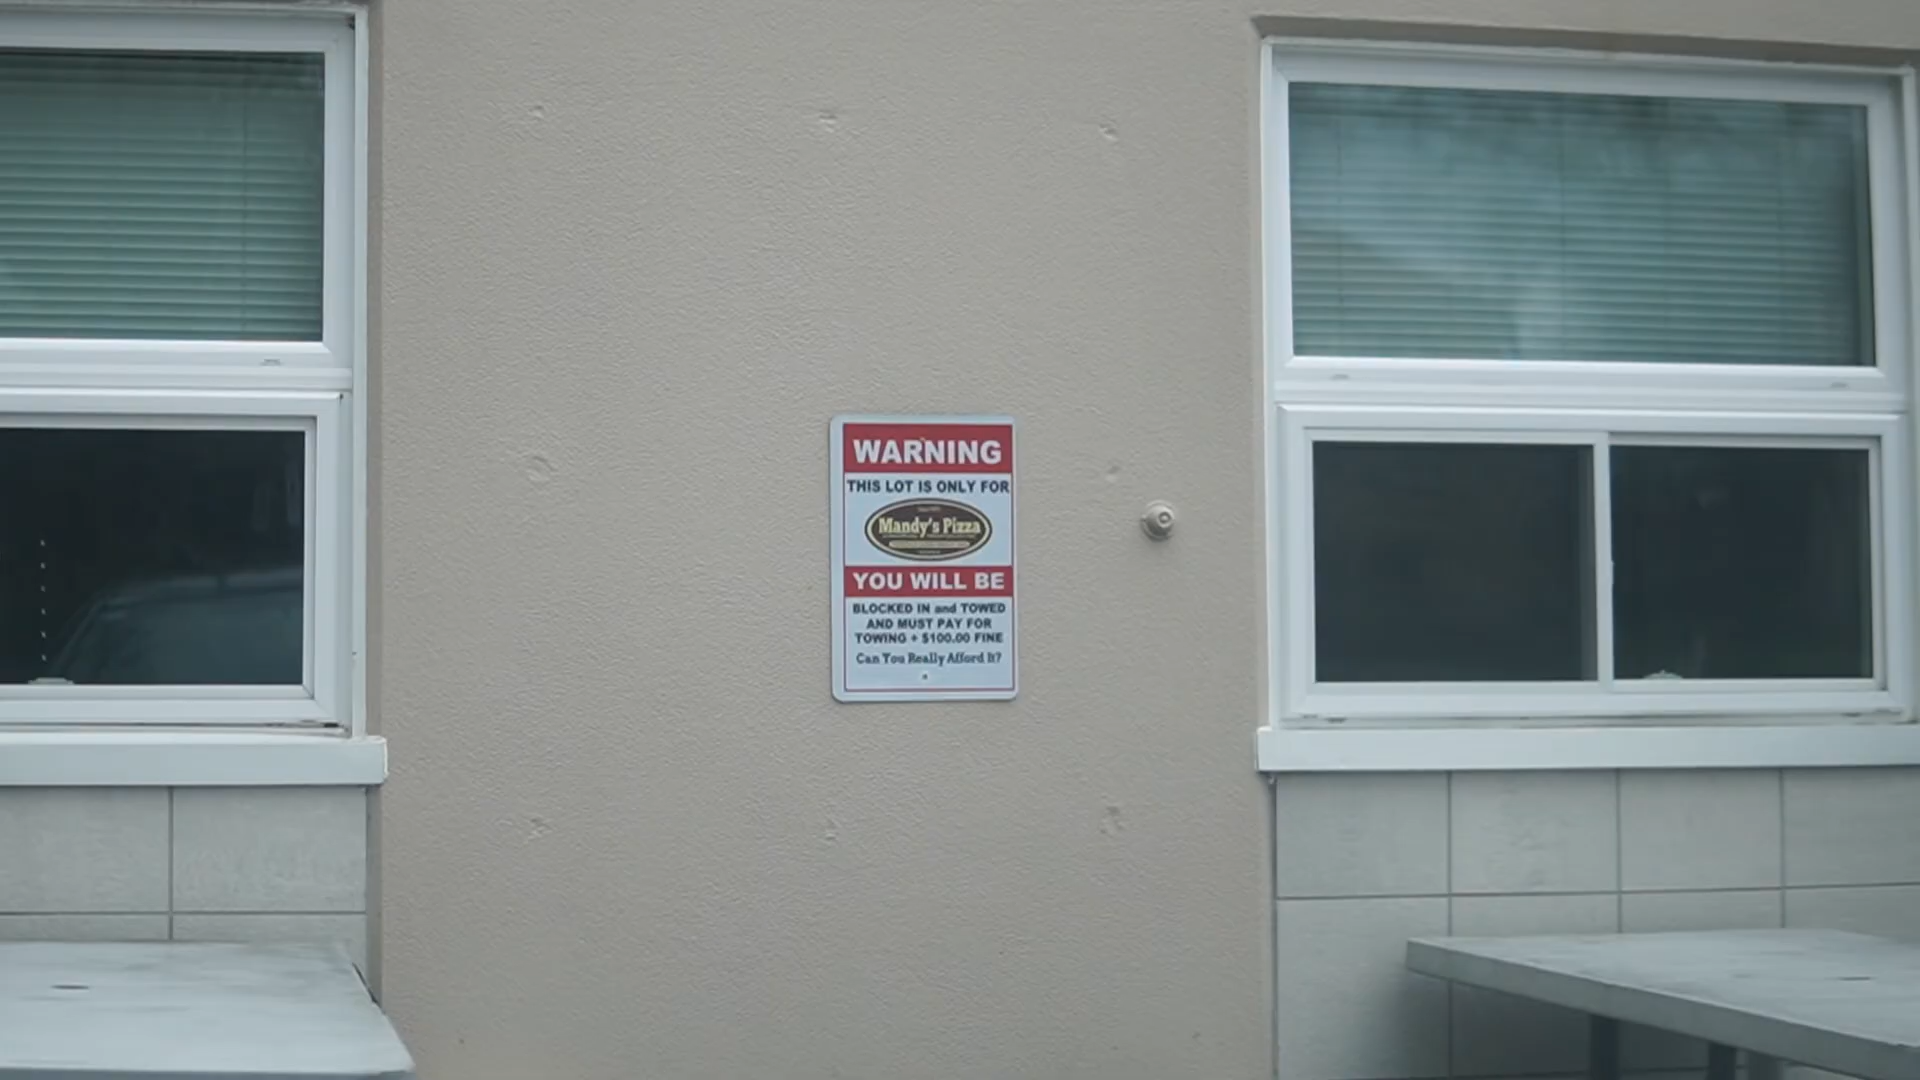 WARNING
THIS LOT IS ONLY FOR
Mandy's Pizza
YOU WILL BE
BLOCKED IN and TOWED
AND MUST PAY FOR
TOWING + $100.00 FINE
Can You Really Afford It?